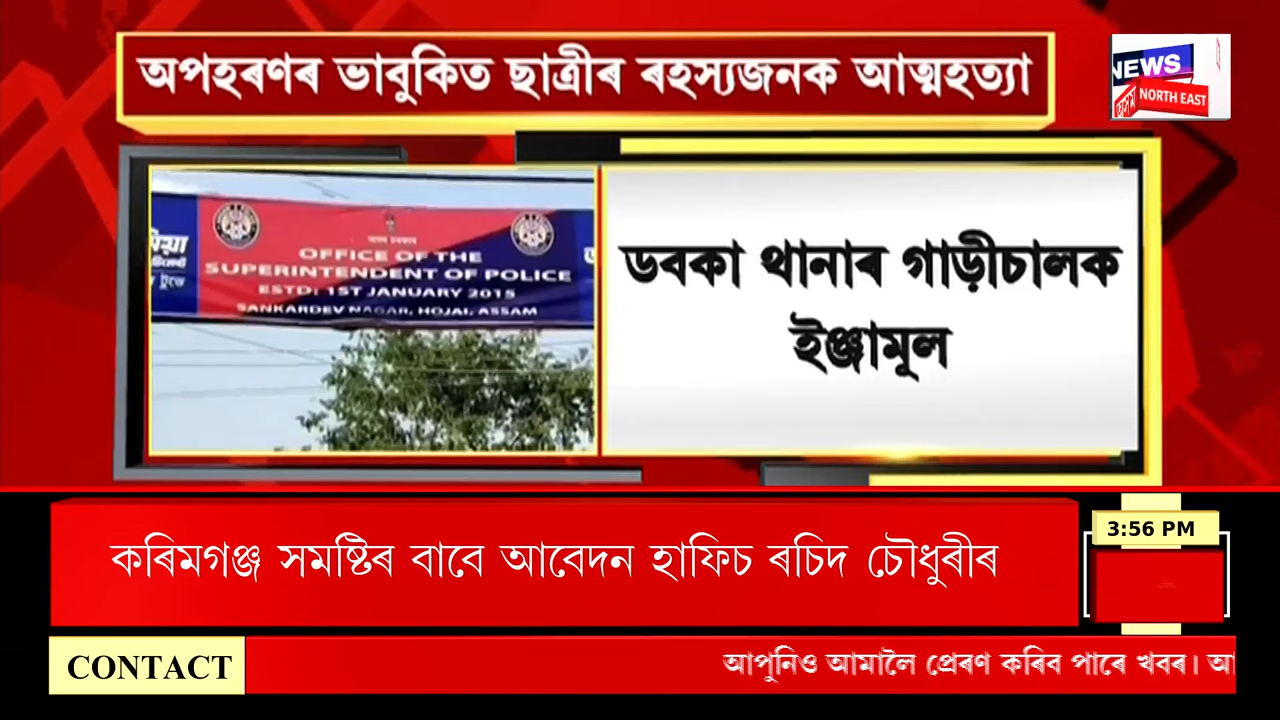 অপহৰণৰ ভাবুকিত ছাত্ৰীৰ ৰহস্যজনক আত্মহত্যা
NEWS
NORTH EAST
OFFICE OF THE
SUPERINTENDENT OF POLICE
ESTD: 1ST JANUARY 2015
SANKARDEV NAGAR, HOJAI, ASSAM
ডবকা থানাৰ গাড়ীচালক
ইঞ্জামূল
কৰিমগঞ্জ সমষ্টিৰ বাবে আবেদন হাফিচ ৰচিদ চৌধুৰীৰ
3:56 PM
CONTACT
আপুনিও আমালৈ প্ৰেৰণ কৰিব পাৰে খবৰ। আ